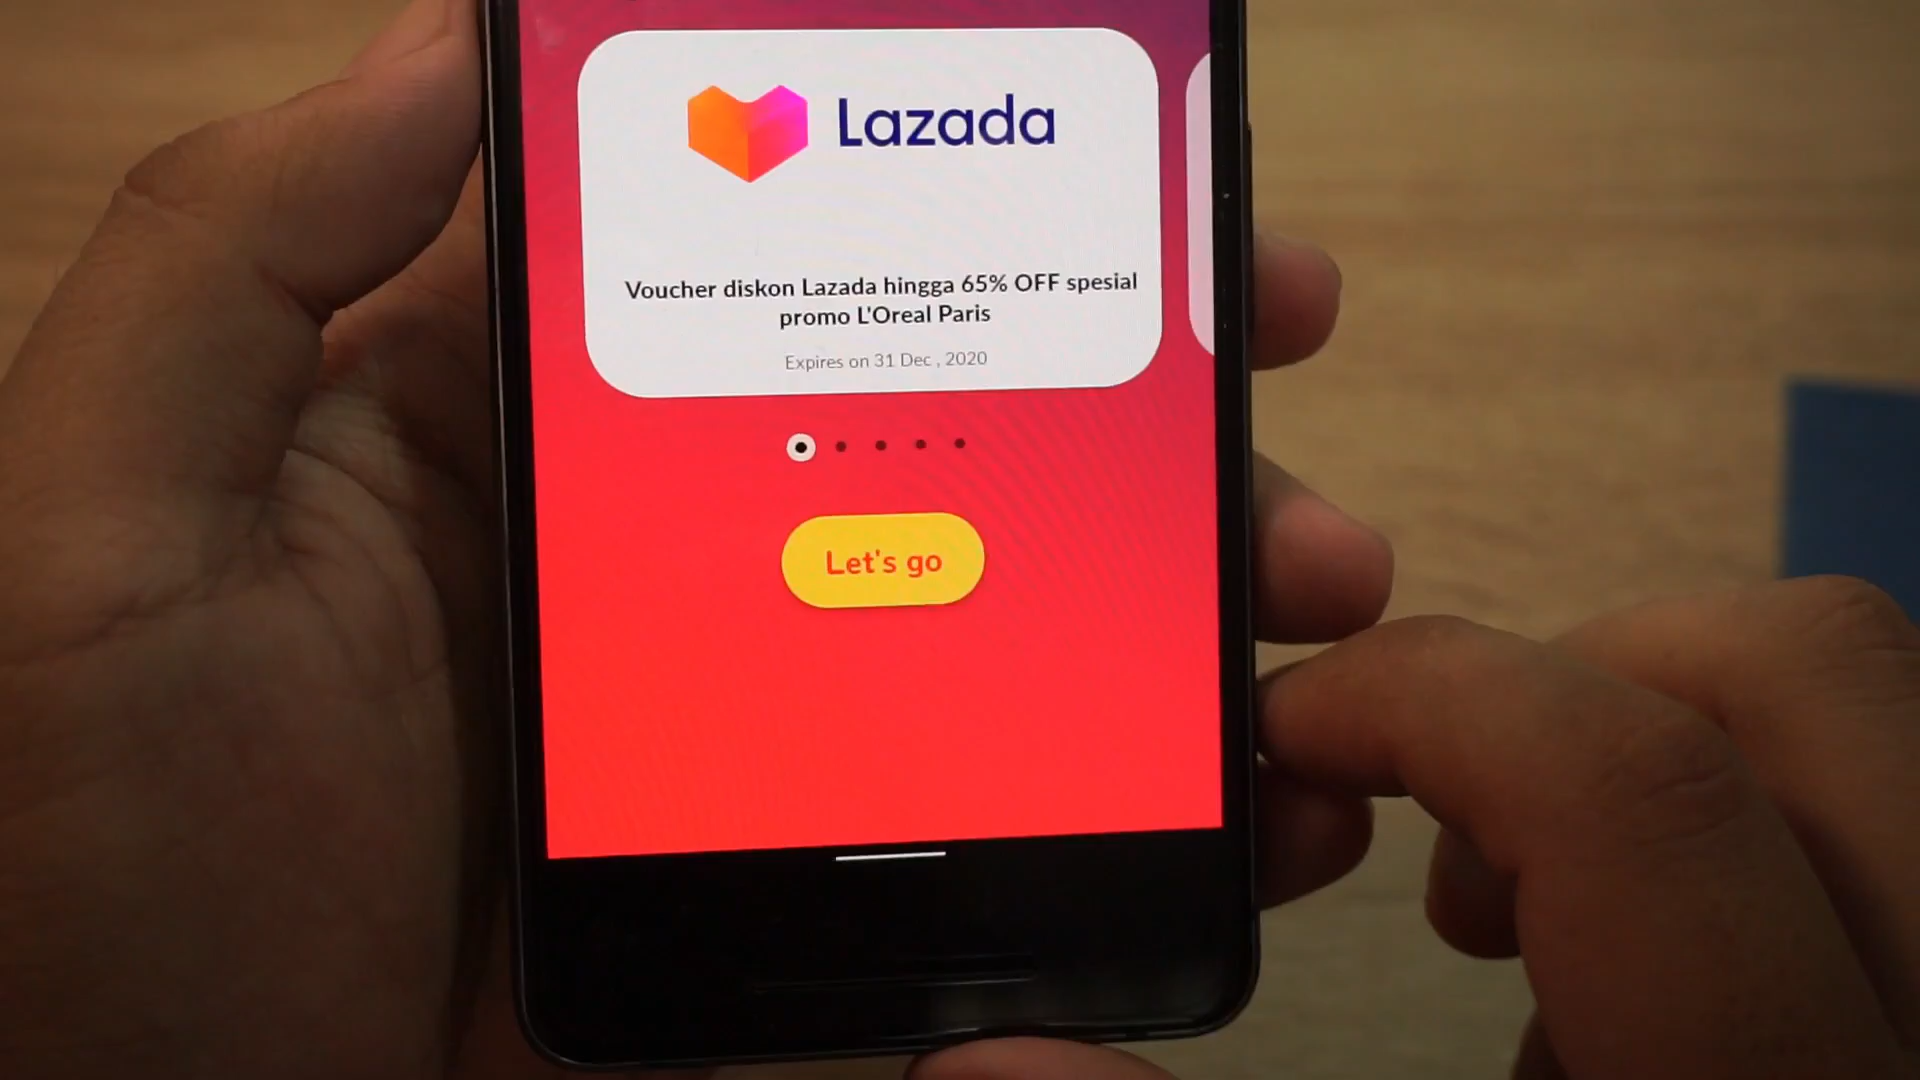 Lazada
Voucher diskon Lazada hingga 65% OFF spesial
promo L'Oreal Paris
Expires on 31 Dec , 2020
Let's go